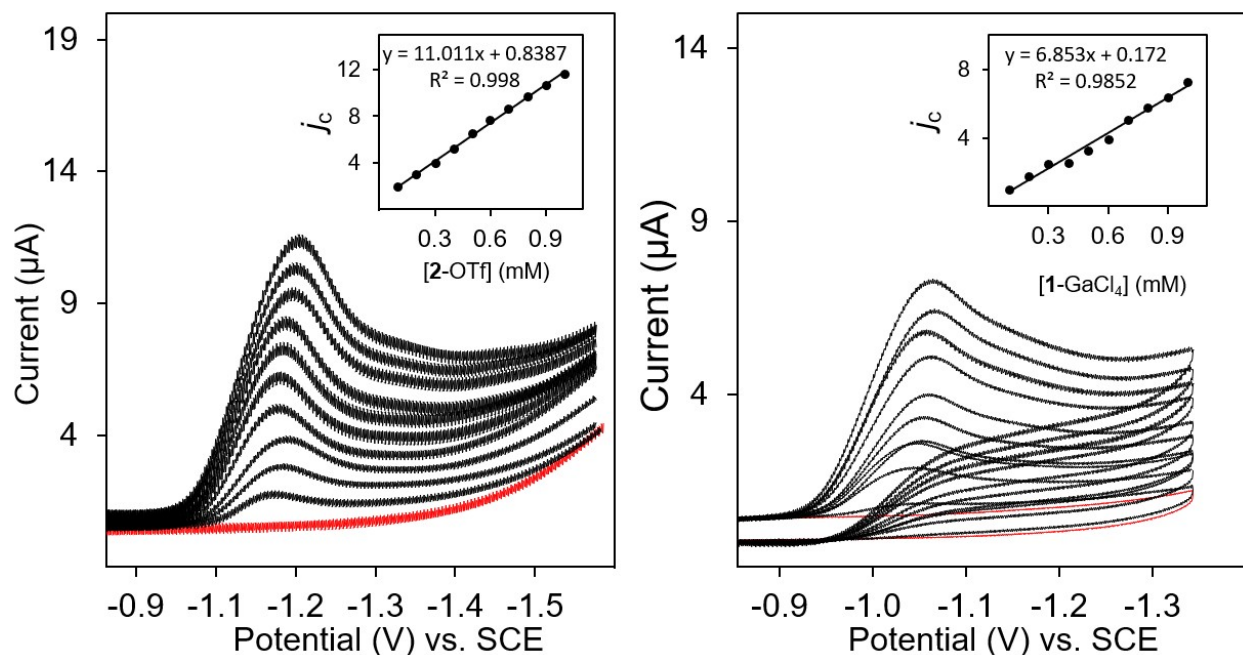 19
14
9
4
Current (μA)
-0.9 -1.1 -1.2 -1.3 -1.4 -1.5
Potential (V) vs. SCE
y = 11.011x + 0.8387
R² = 0.998
12
8
4
jc
0.3 0.6 0.9
[2-OTf] (mM)
14
9
4
Current (μA)
-0.9 -1.0 -1.1 -1.2 -1.3
Potential (V) vs. SCE
y = 6.853x + 0.172
R² = 0.9852
8
4
jc
0.3 0.6 0.9
[1-GaCl₄] (mM)